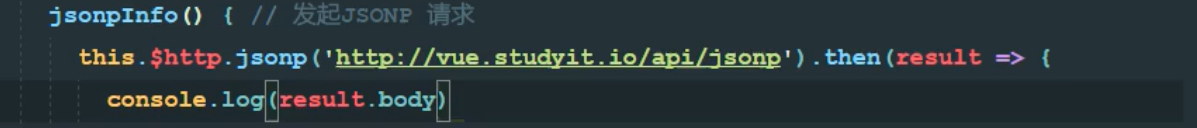 jsonpInfo() { // 发起JSONP 请求
this.$http.jsonp('http://vue.studyit.io/api/jsonp').then(result => {
console.log(result.body)